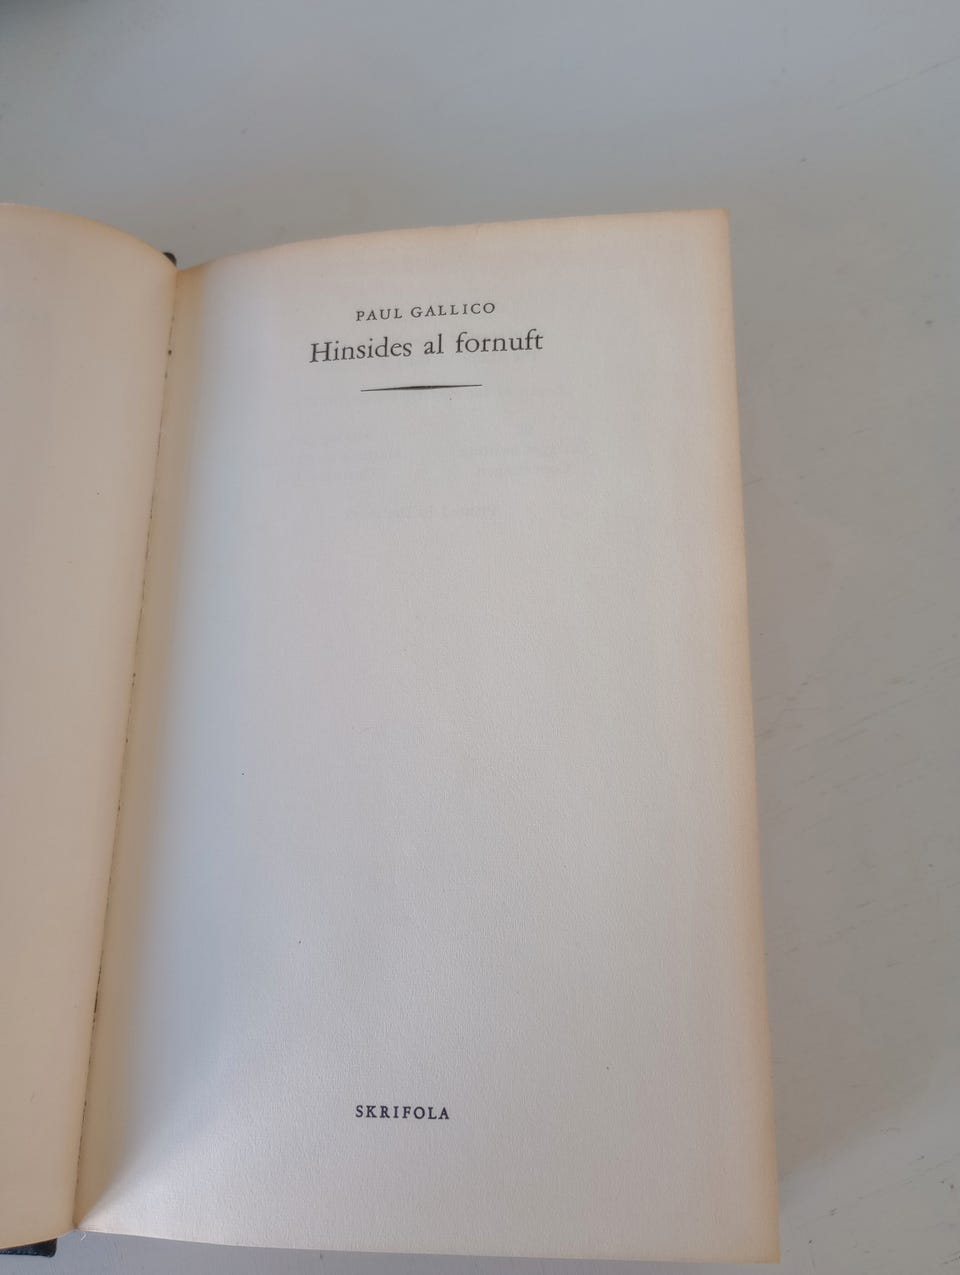 PAUL GALLICO
Hinsides al fornuft
SKRIFOLA